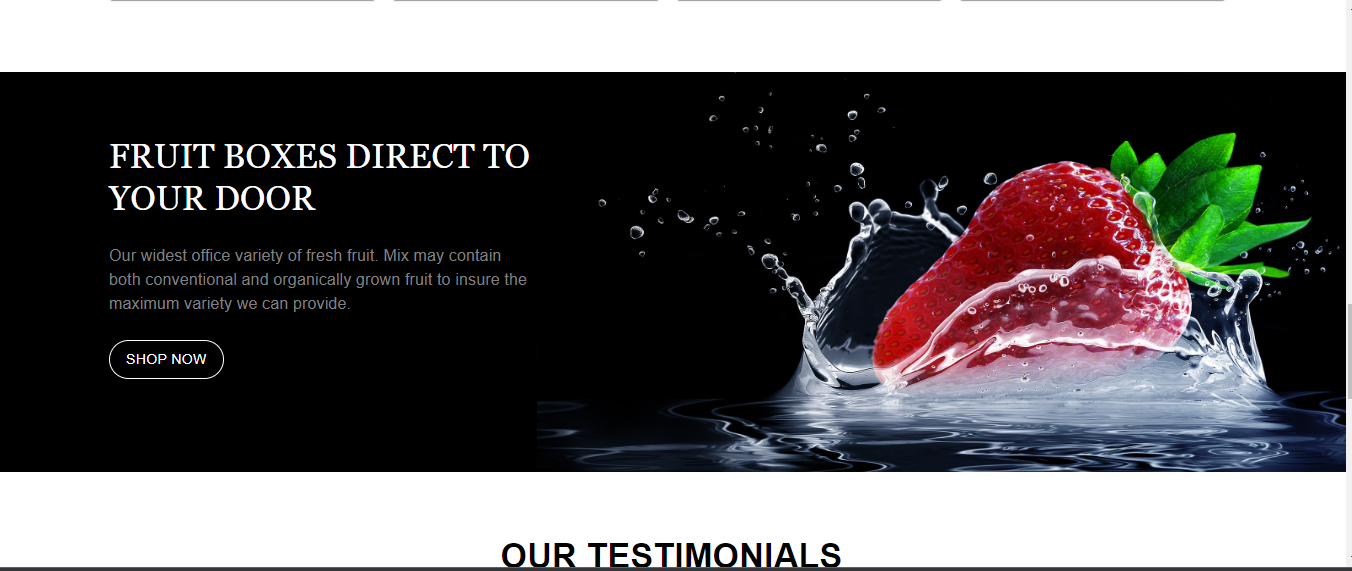 FRUIT BOXES DIRECT TO
YOUR DOOR
Our widest office variety of fresh fruit. Mix may contain
both conventional and organically grown fruit to insure the
maximum variety we can provide.
SHOP NOW
OUR TESTIMONIALS